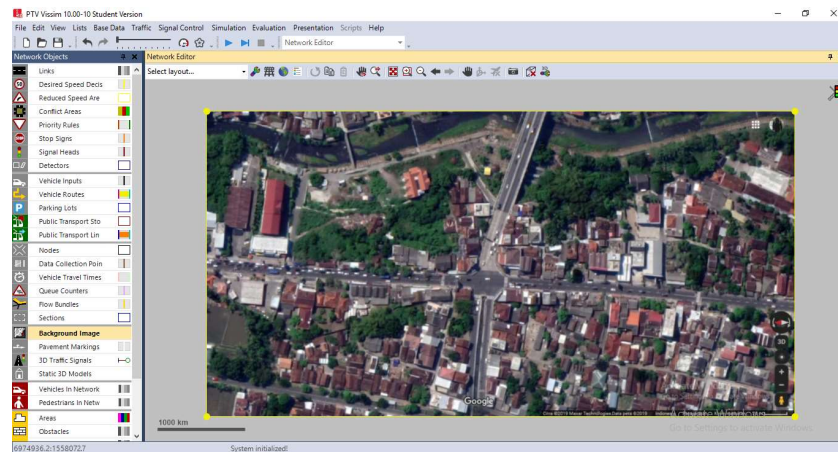 PTV Vissim 10.00-10 Student Version
File Edit View Lists Base Data Traffic Signal Control Simulation Evaluation Presentation Scripts Help
Network Editor
Network Objects
Network Editor
Select layout...
Links
Desired Speed Decis
Reduced Speed Are
Conflict Areas
Priority Rules
Stop Signs
Signal Heads
Detectors
Vehicle Inputs
Vehicle Routes
Parking Lots
Public Transport Sto
Public Transport Lin
Nodes
Data Collection Poin
Vehicle Travel Times
Queue Counters
Flow Bundles
Sections
Background Image
Pavement Markings
3D Traffic Signals
Static 3D Models
Vehicles In Network
Pedestrians In Netw
Areas
Obstacles
3D
Google
1000 km
Go to Settings to activate Windows.
6974936.2:1558072.7
System initialized!